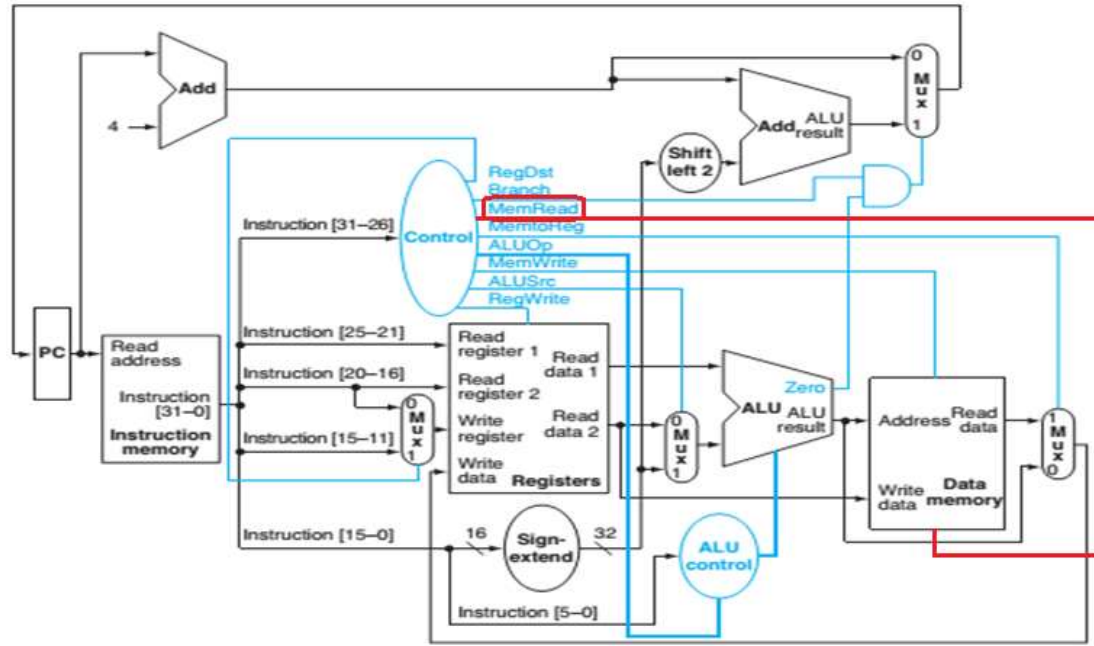 Add
4
Add ALU
result
0
Mux
1
Shift
left 2
RegDst
Branch
MemRead
MemtoReg
ALUOp
MemWrite
ALUSrc
RegWrite
Control
Instruction [31–26]
Instruction [25–21]
Instruction [20–16]
Instruction [15–11]
Instruction [15–0]
Instruction [5–0]
PC
Read
address
Instruction
[31–0]
Instruction
memory
0
Mux
1
Read
register 1
Read
register 2
Write
register
Write
data
Read
data 1
Read
data 2
Registers
16
Sign-
extend
32
0
Mux
1
Zero
ALU
ALU
result
ALU
control
Address
Read
data
Write
data
Data
memory
1
Mux
0